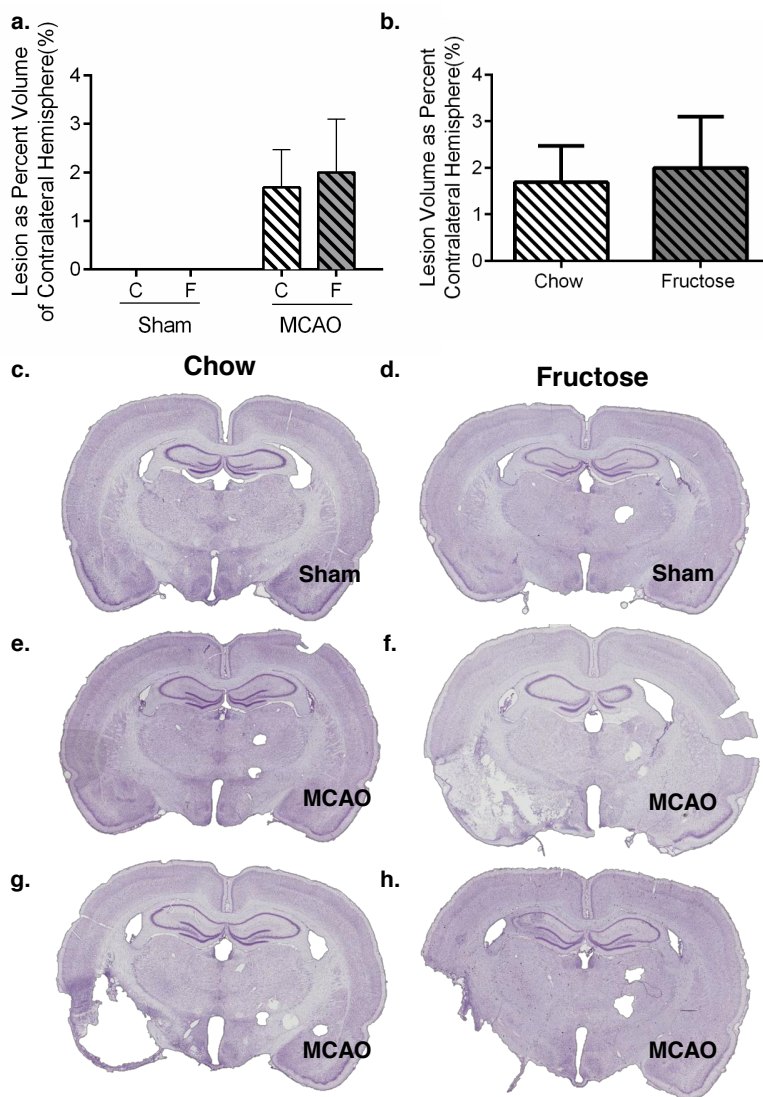 a.
Lesion as Percent Volume
of Contralateral Hemisphere(%)
4
3
2
1
0
C F C F
Sham MCAO
b.
Lesion Volume as Percent
Contralateral Hemisphere(%)
4
3
2
1
0
Chow Fructose
Chow
Fructose
c.
Sham
d.
Sham
e.
MCAO
f.
MCAO
g.
MCAO
h.
MCAO